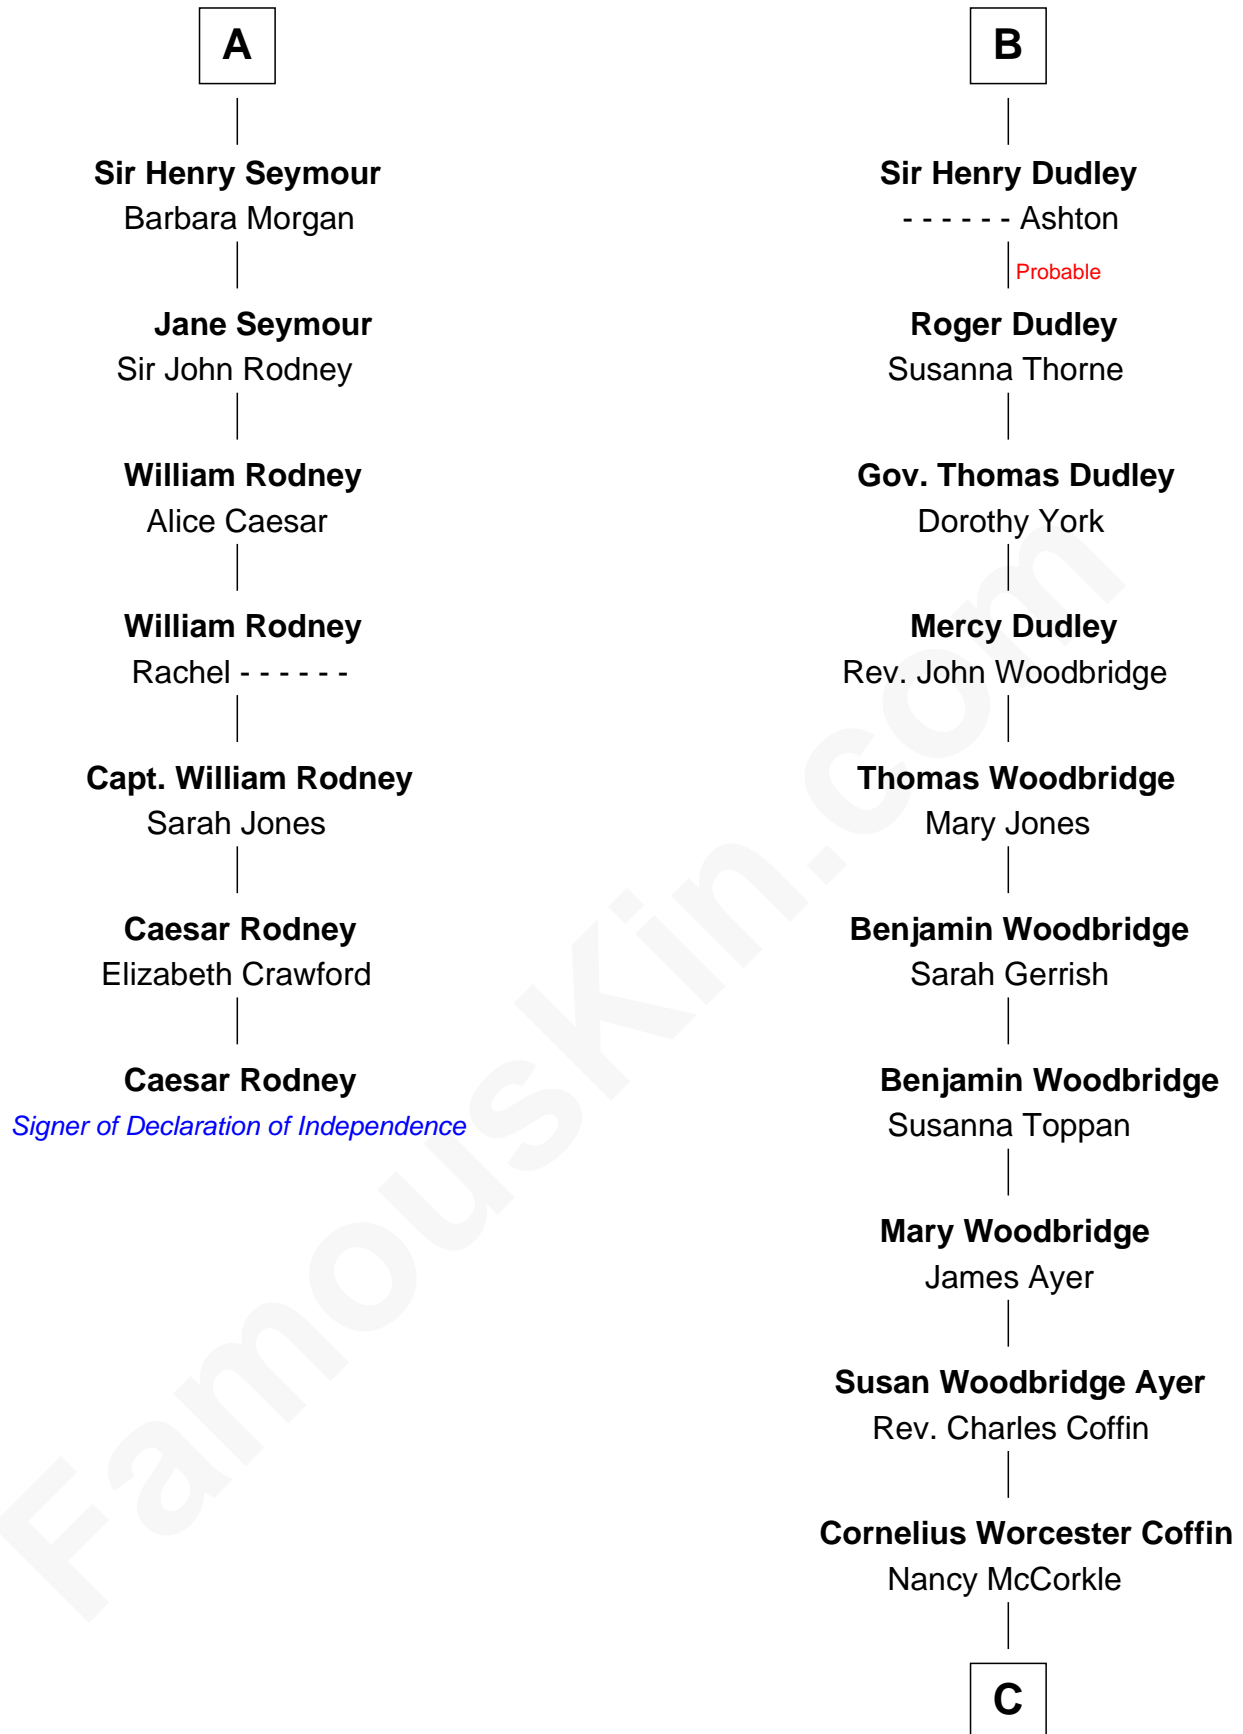 A
Sir Henry Seymour
Barbara Morgan
Jane Seymour
Sir John Rodney
William Rodney
Alice Caesar
William Rodney
Rachel - - - - - -
Capt. William Rodney
Sarah Jones
Caesar Rodney
Elizabeth Crawford
Caesar Rodney
Signer of Declaration of Independence
B
Sir Henry Dudley
- - - - - - Ashton
Probable
Roger Dudley
Susanna Thorne
Gov. Thomas Dudley
Dorothy York
Mercy Dudley
Rev. John Woodbridge
Thomas Woodbridge
Mary Jones
Benjamin Woodbridge
Sarah Gerrish
Benjamin Woodbridge
Susanna Toppan
Mary Woodbridge
James Ayer
Susan Woodbridge Ayer
Rev. Charles Coffin
Cornelius Worcester Coffin
Nancy McCorkle
C
FamousKin.com